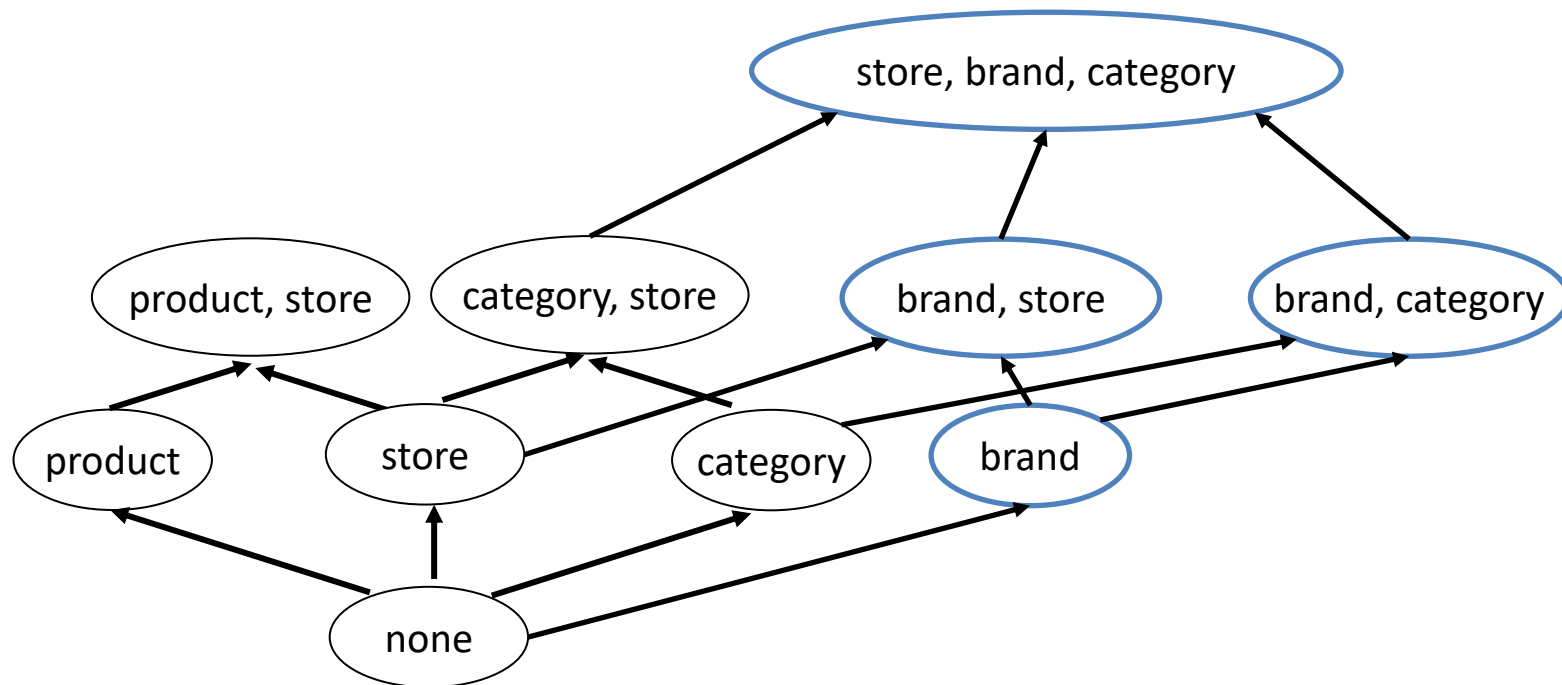 store, brand, category
product, store
category, store
brand, store
brand, category
product
store
category
brand
none